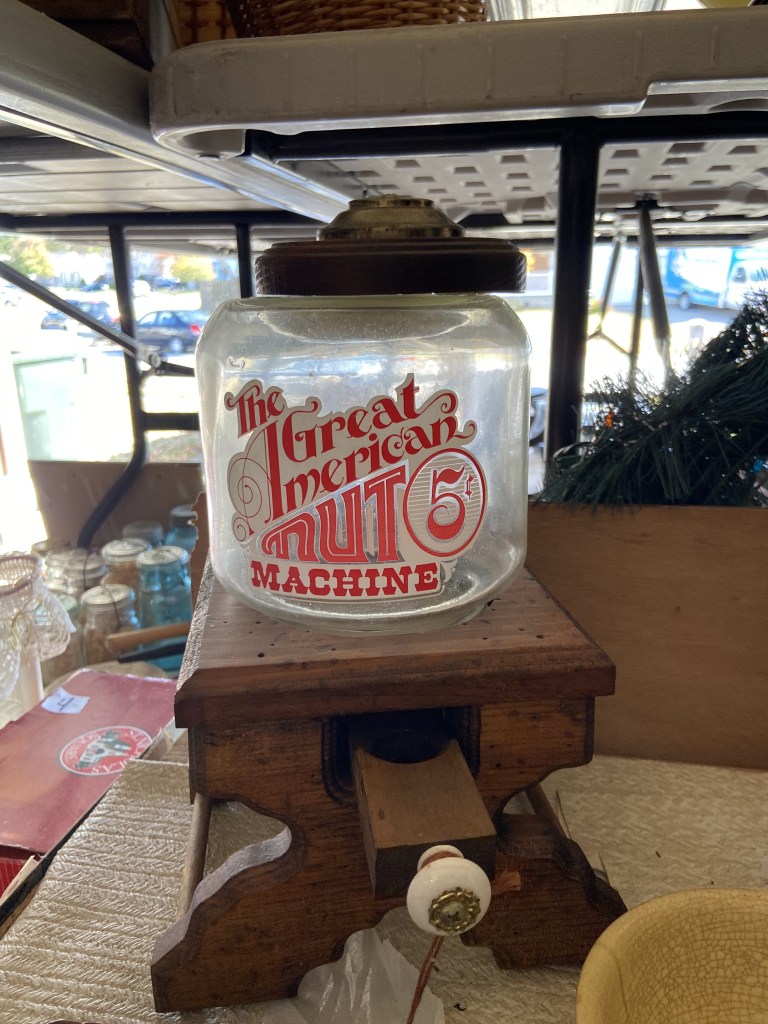 The
Great
American
NUT 5¢
MACHINE